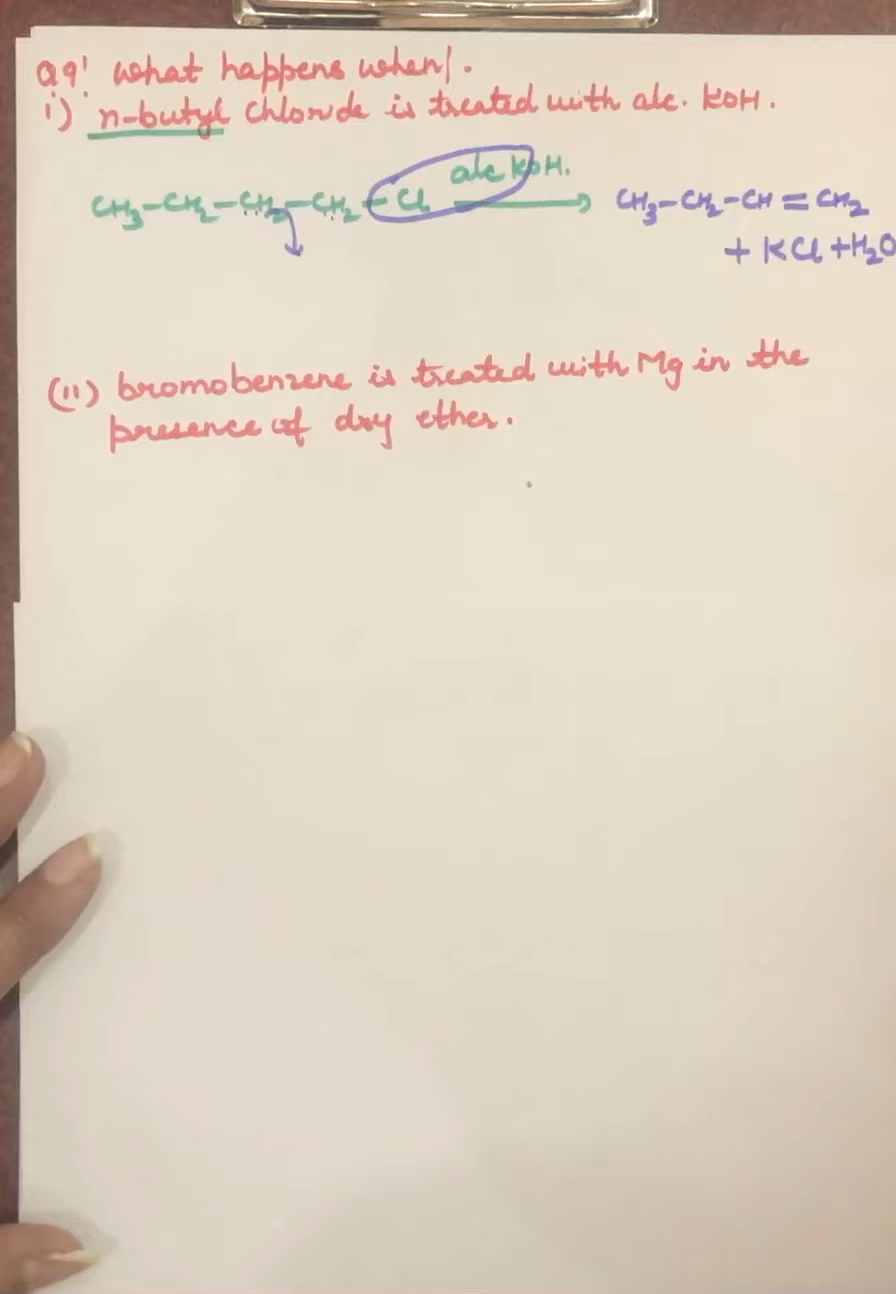 Q9' What happens when/.
i) n-butyl chloride is treated with alc. KOH.
alc KOH.
CH₃–CH₂–CH₂–CH₂–Cl → CH₃–CH₂–CH=CH₂
+ KCl + H₂O
(ii) bromobenzene is treated with Mg in the
presence of dry ether.